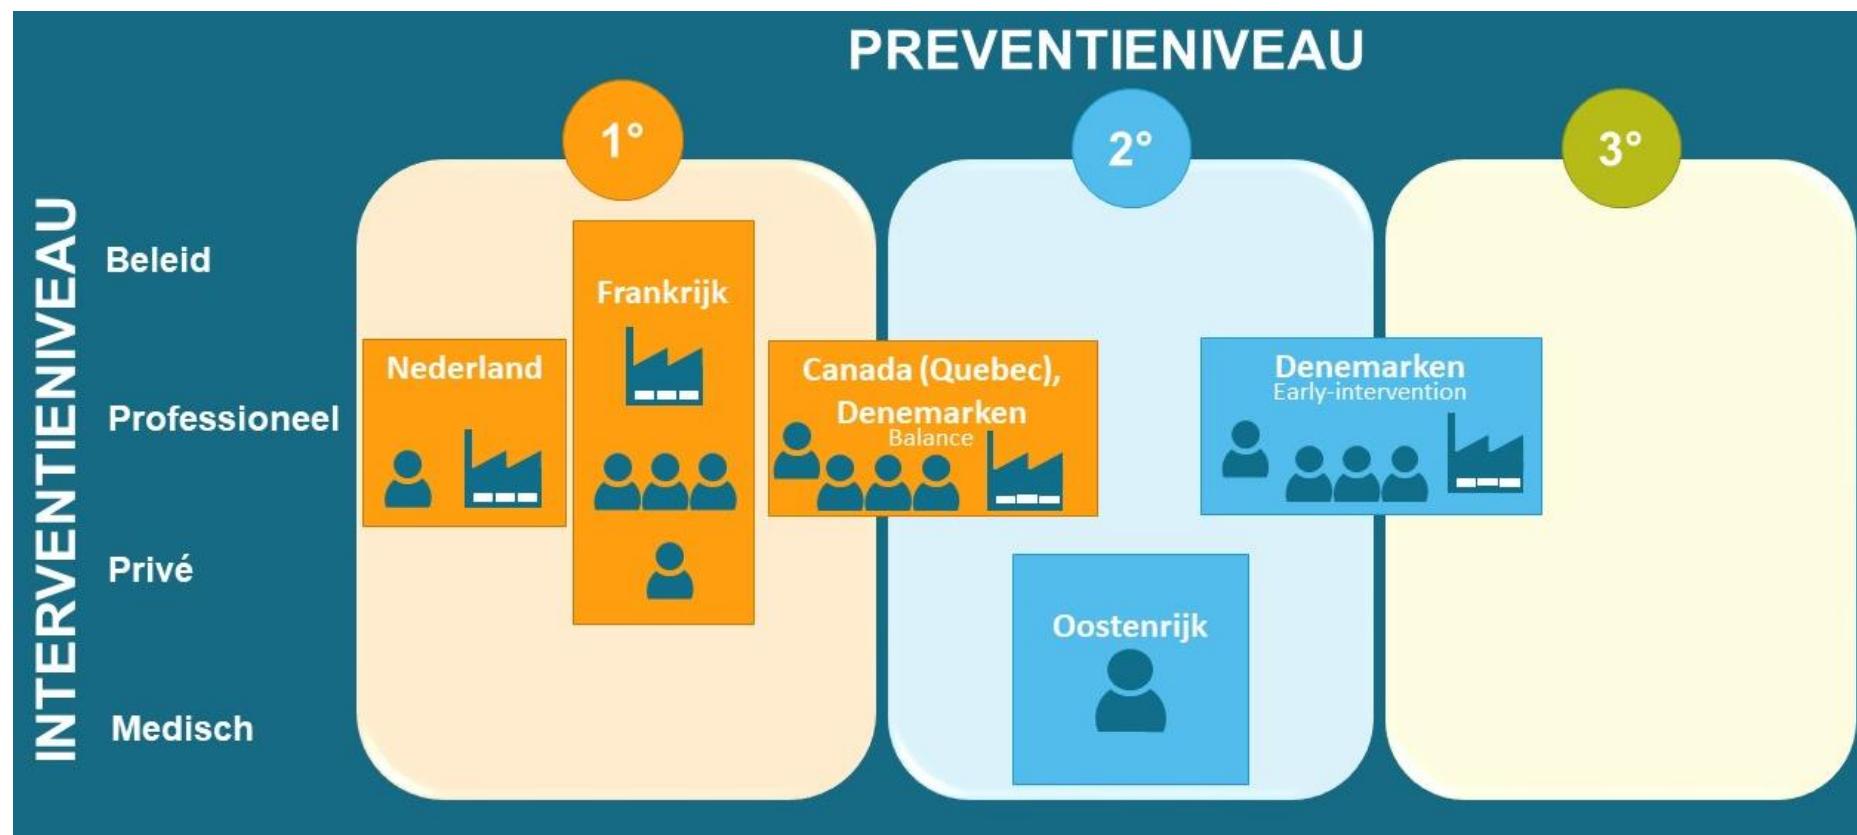 PREVENTIENIVEAU
1°
2°
3°
INTERVENTIENIVEAU
Beleid
Professioneel
Privé
Medisch
Nederland
Frankrijk
Canada (Quebec),
Denemarken
Balance
Denemarken
Early-intervention
Oostenrijk